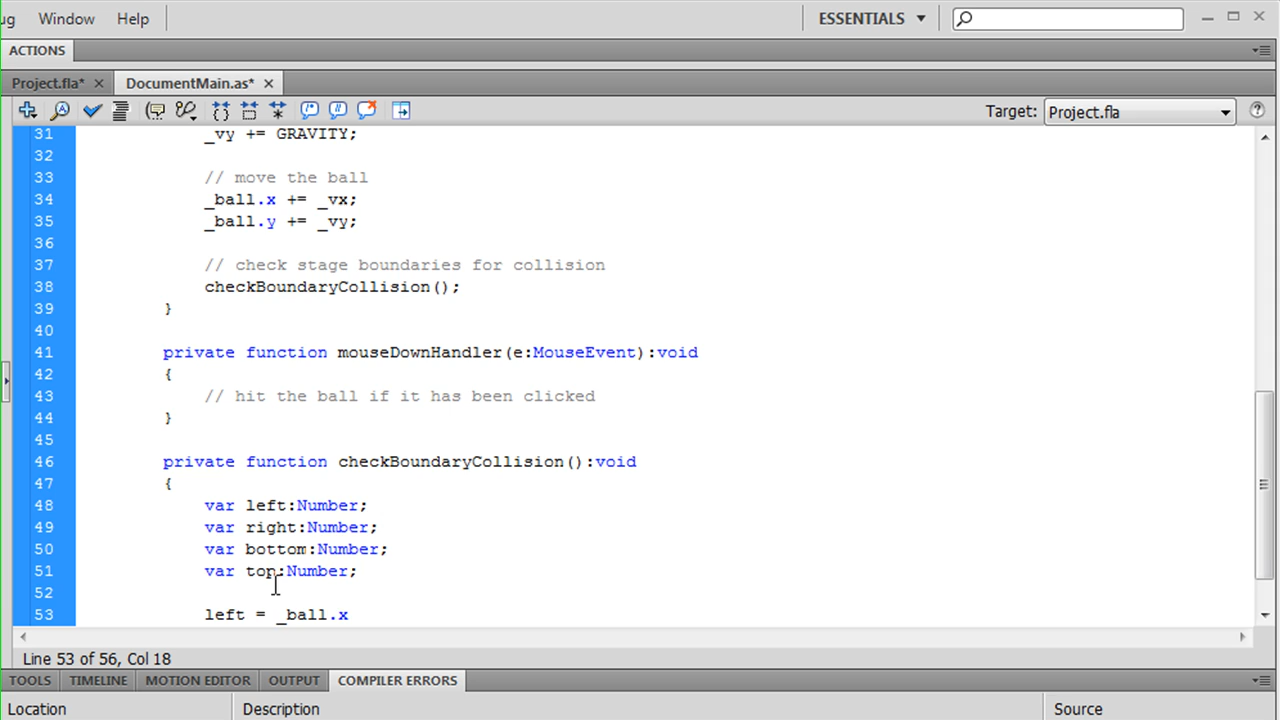 ug Window Help ESSENTIALS
ACTIONS
Project.fla* × DocumentMain.as* ×
Target: Project.fla
31 _vy += GRAVITY;
32
33 // move the ball
34 _ball.x += _vx;
35 _ball.y += _vy;
36
37 // check stage boundaries for collision
38 checkBoundaryCollision();
39 }
40
41 private function mouseDownHandler(e:MouseEvent):void
42 {
43 // hit the ball if it has been clicked
44 }
45
46 private function checkBoundaryCollision():void
47 {
48 var left:Number;
49 var right:Number;
50 var bottom:Number;
51 var top:Number;
52
53 left = _ball.x
Line 53 of 56, Col 18
TOOLS TIMELINE MOTION EDITOR OUTPUT COMPILER ERRORS
Location Description Source